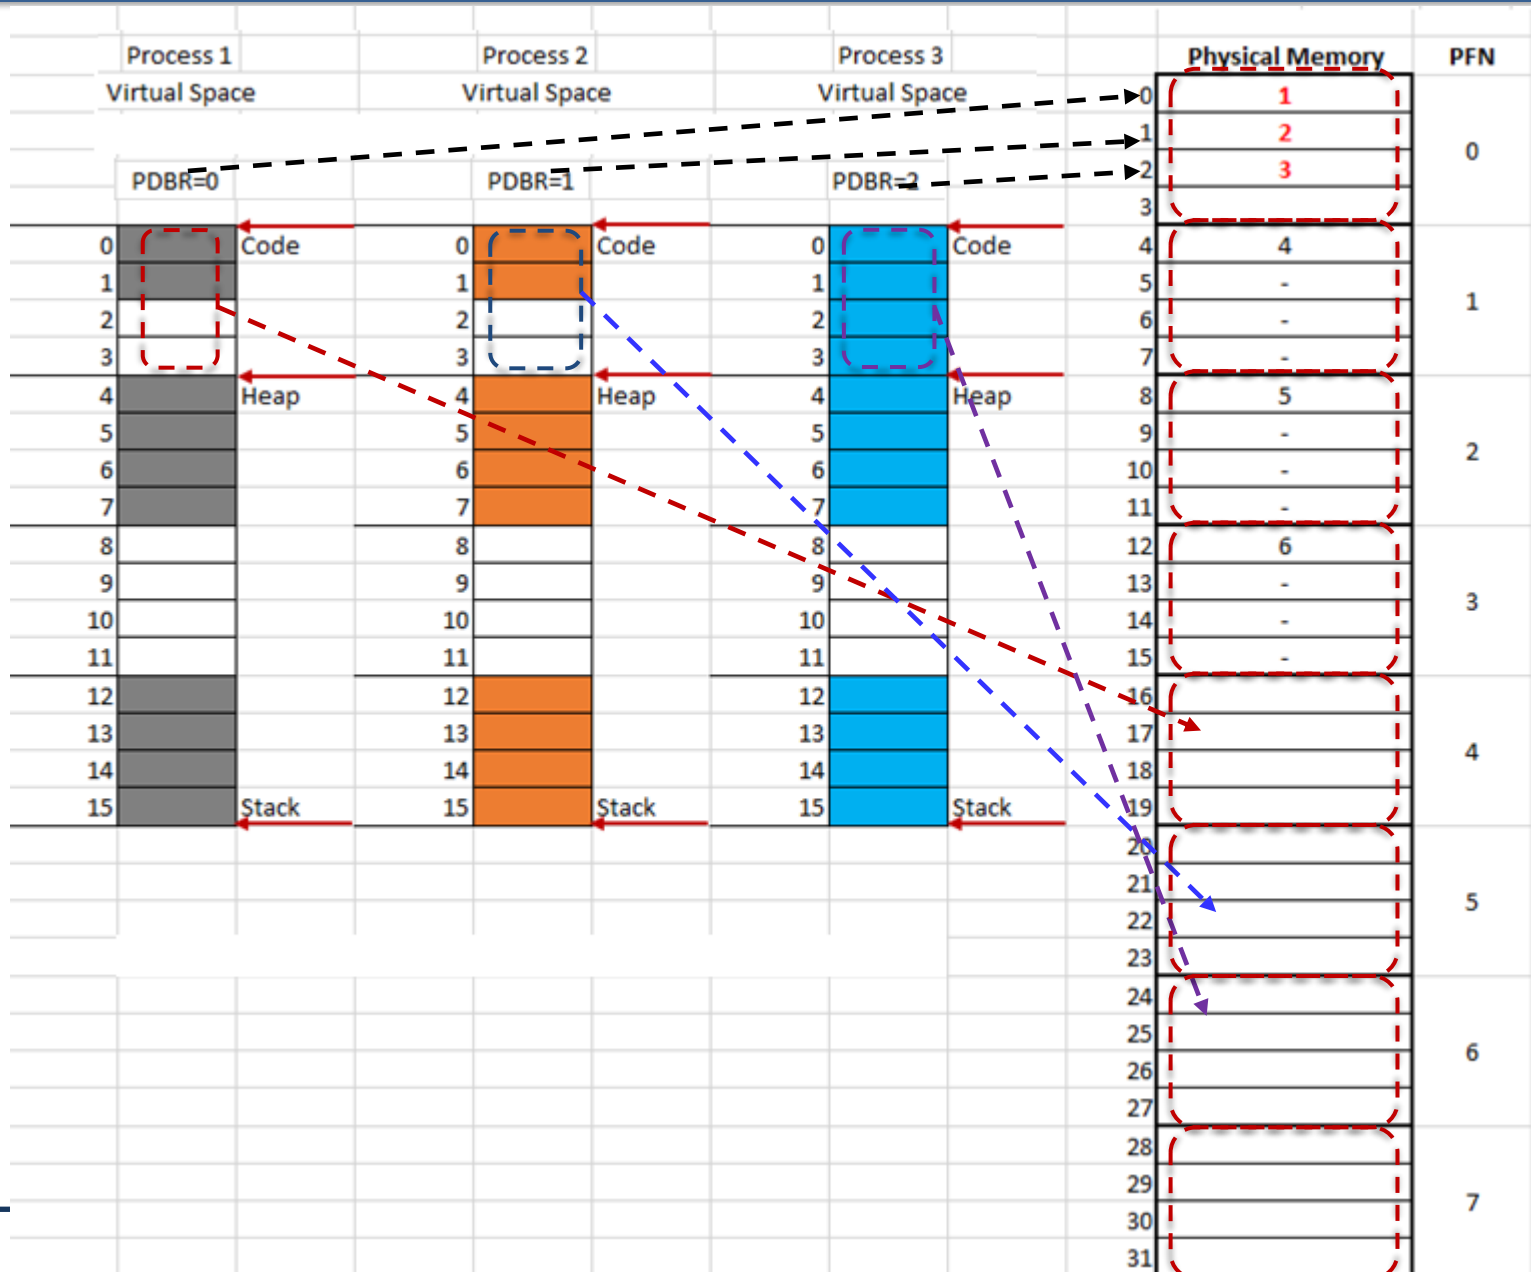 Process 1 Process 2 Process 3 Physical Memory PFN
Virtual Space Virtual Space Virtual Space 0 1
1 2 0
PDBR=0 PDBR=1 PDBR=2 2 3
3
0 Code 0 Code 0 Code 4 4
1 1 1 5 -
2 2 2 6 - 1
3 3 3 7 -
4 Heap 4 Heap 4 Heap 8 5
5 5 5 9 -
6 6 6 10 - 2
7 7 7 11 -
8 8 8 12 6
9 9 9 13 -
10 10 10 14 - 3
11 11 11 15 -
12 12 12 16
13 13 13 17
14 14 14 18 4
15 Stack 15 Stack 15 Stack 19
20
21
22 5
23
24
25
26 6
27
28
29
30 7
31